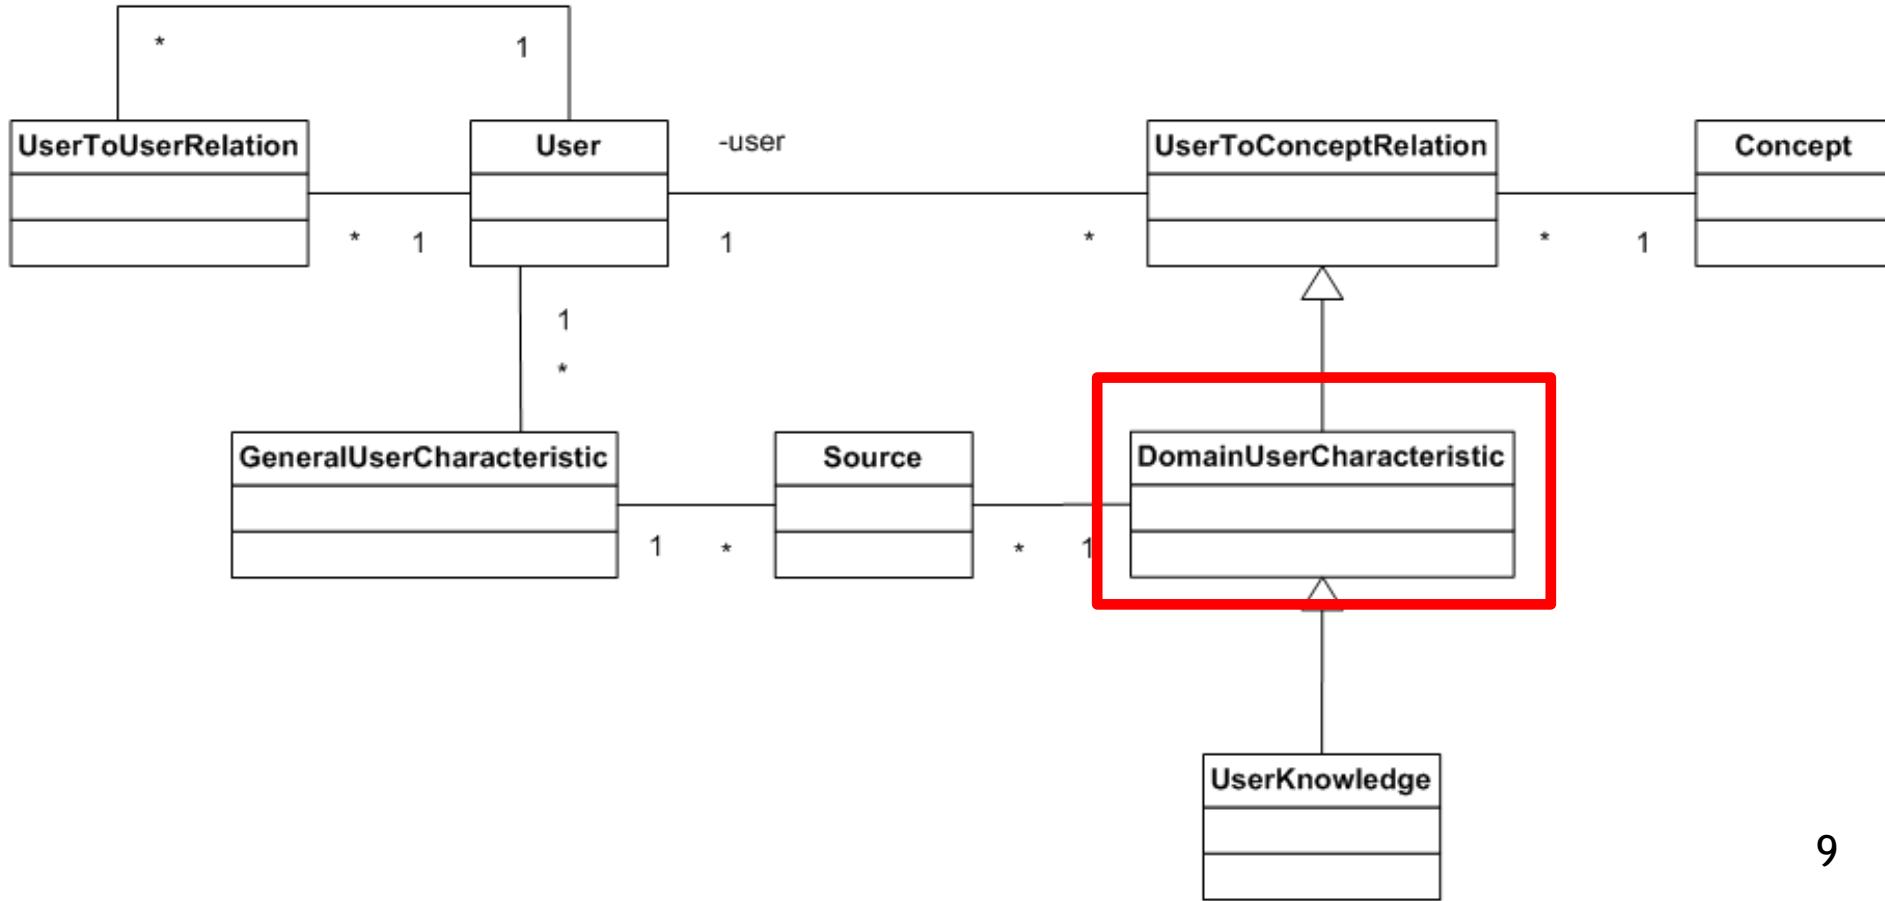 * 1
UserToUserRelation User -user UserToConceptRelation Concept
* 1 1 * * 1
1
*
GeneralUserCharacteristic Source DomainUserCharacteristic
1 * * 1
UserKnowledge
9